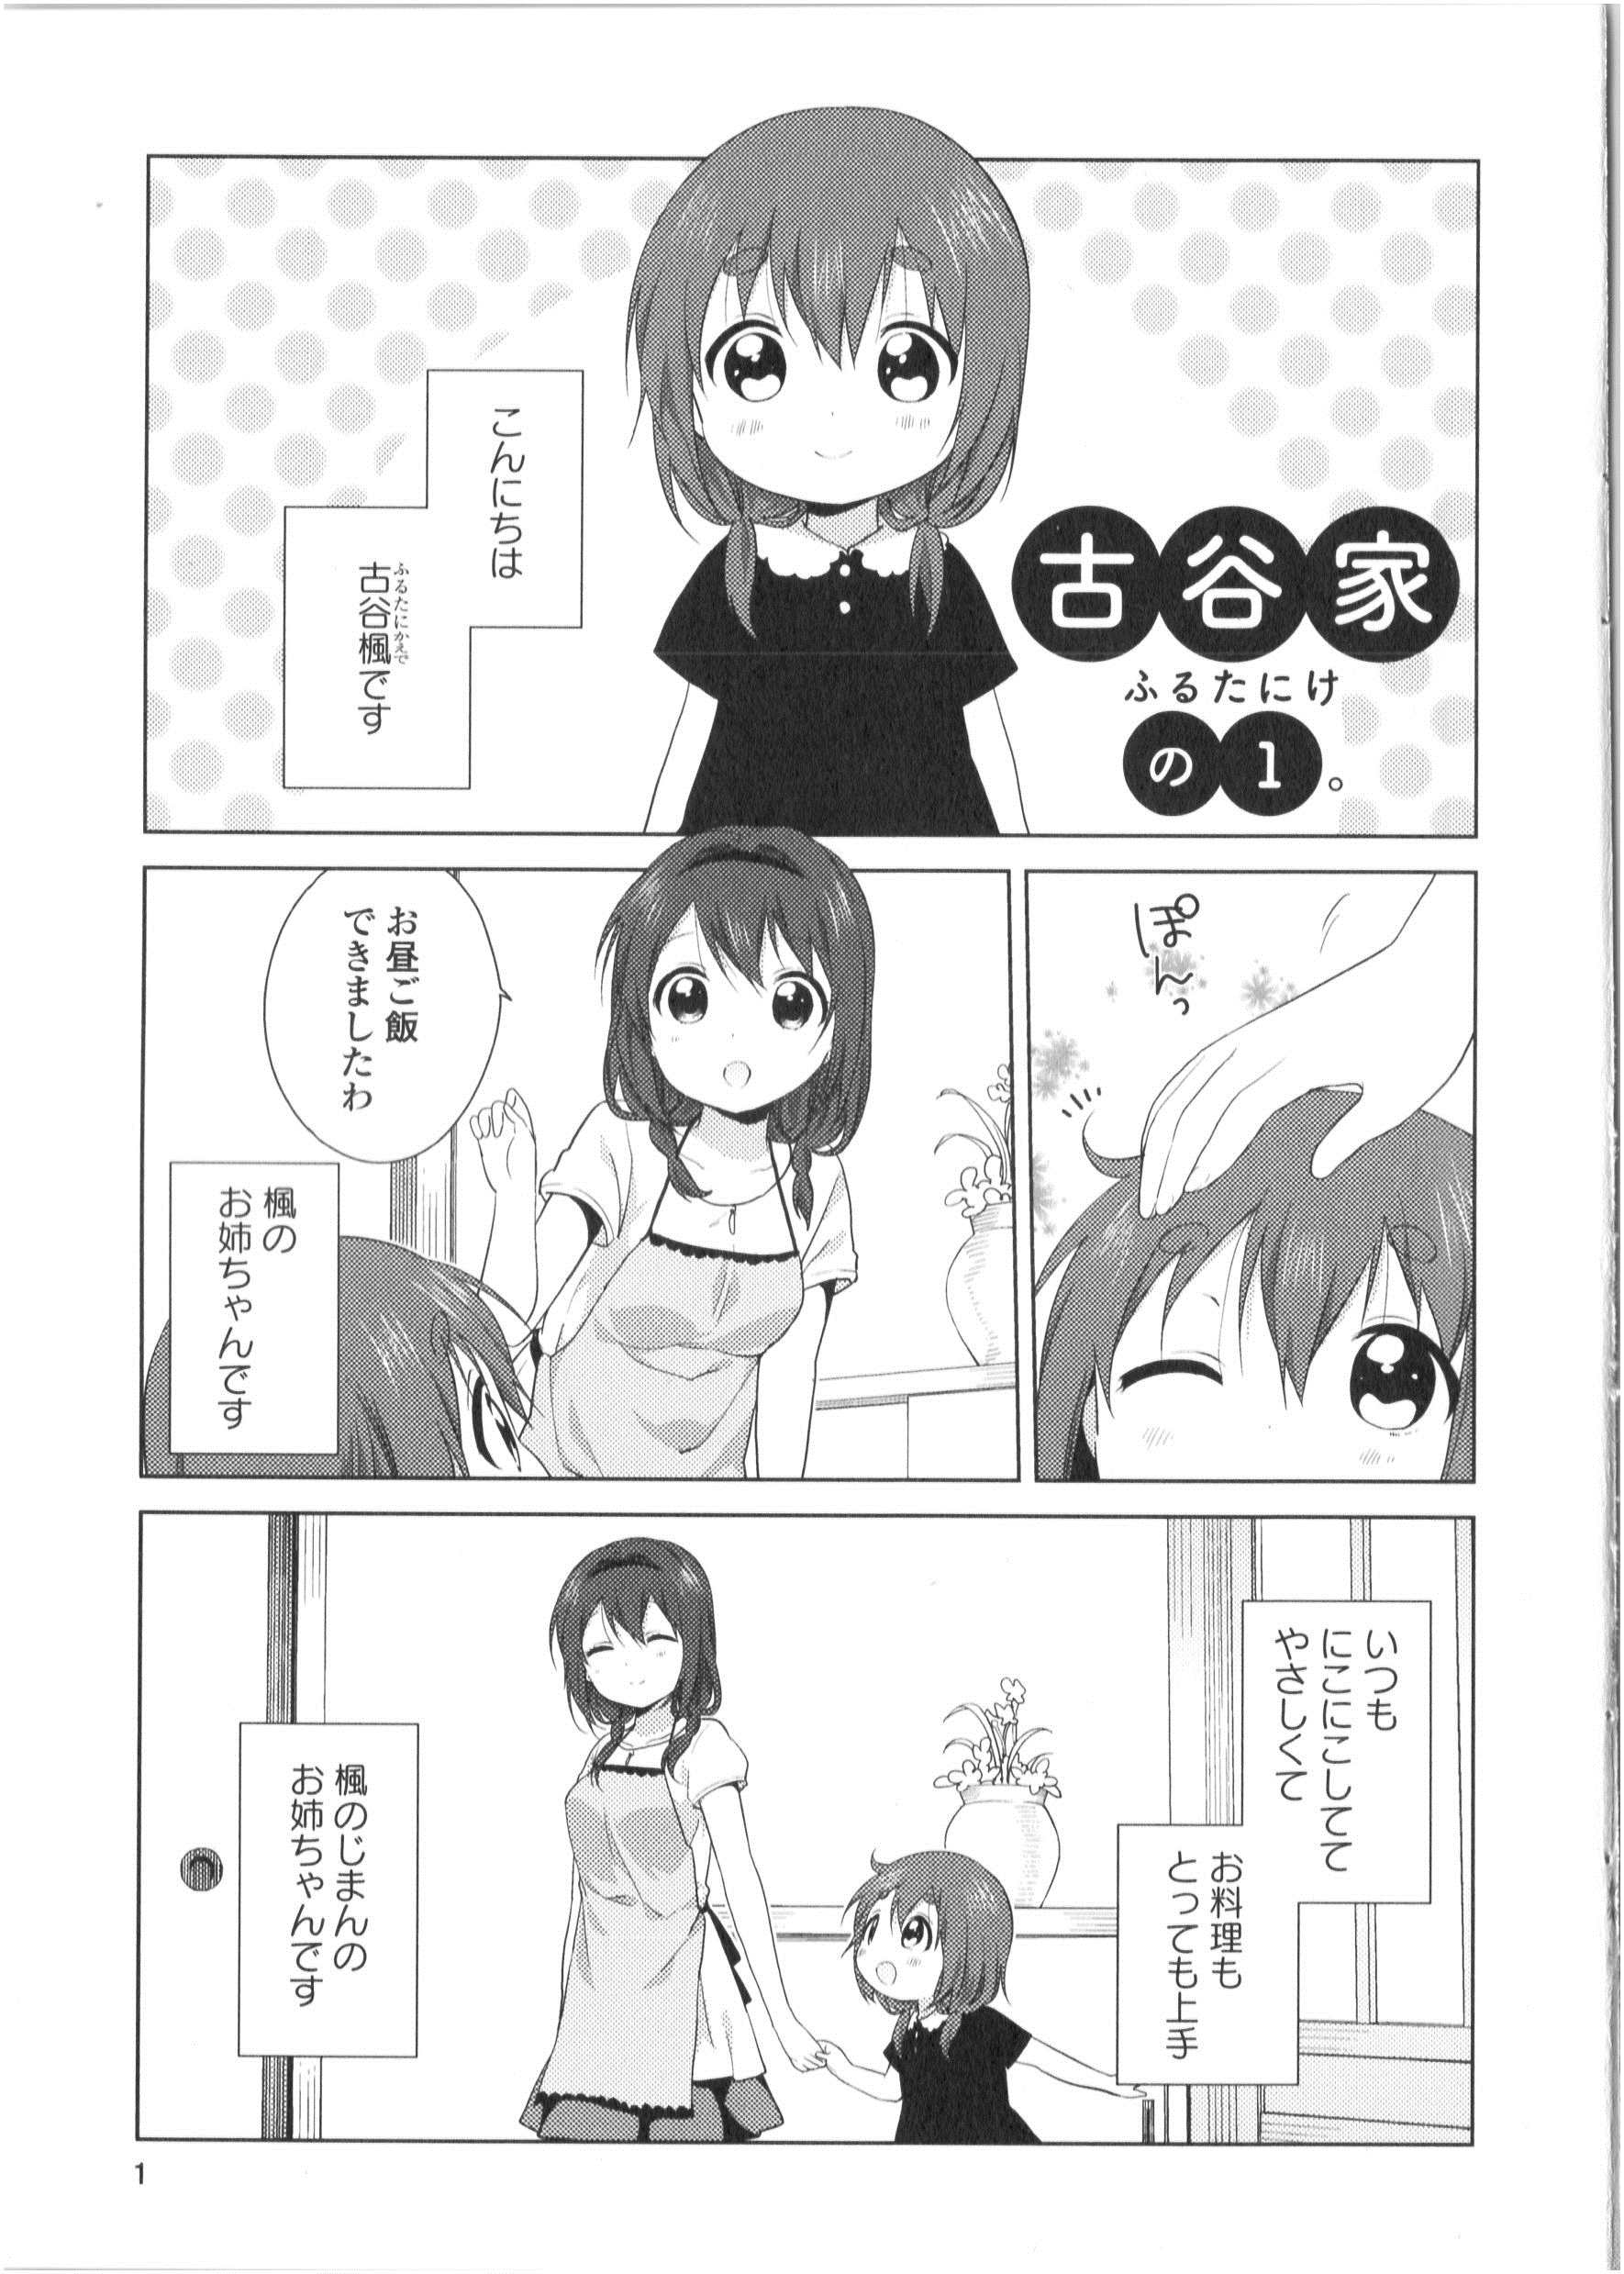 古谷家
ふるたにけ
の1。
こんにちは
ふるたにかえで
古谷楓です
ぽんっ
お昼ご飯
できましたわ
楓の
お姉ちゃんです
いつも
にこにこしてて
やさしくて
お料理も
とっても上手
楓のじまんの
お姉ちゃんです
1